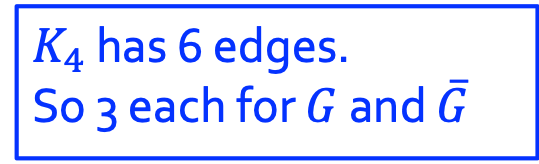 K₄ has 6 edges.
So 3 each for G and G̅